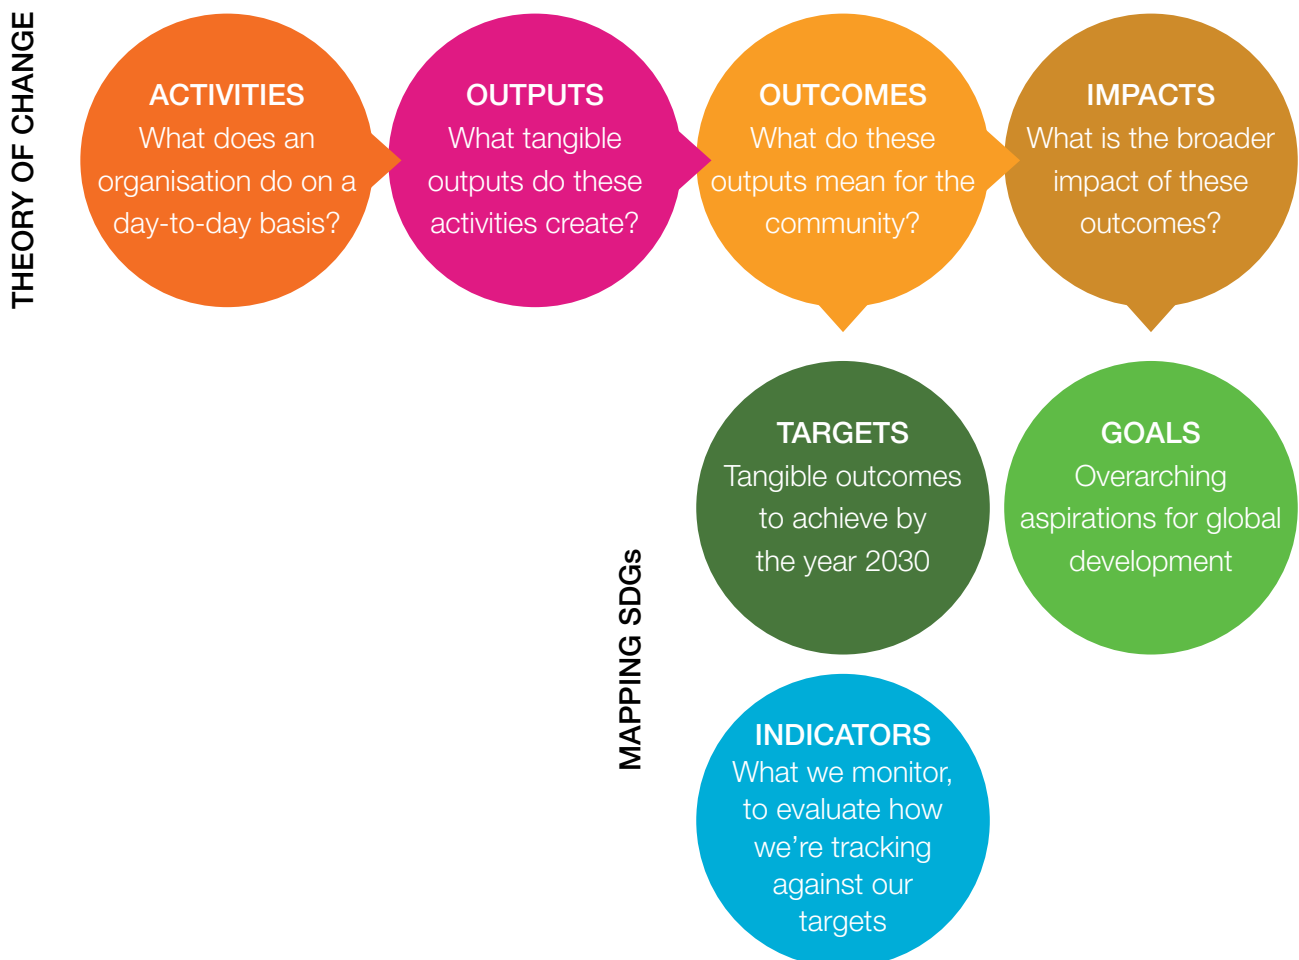 THEORY OF CHANGE
ACTIVITIES
What does an
organisation do on a
day-to-day basis?
OUTPUTS
What tangible
outputs do these
activities create?
OUTCOMES
What do these
outputs mean for the
community?
IMPACTS
What is the broader
impact of these
outcomes?
MAPPING SDGs
TARGETS
Tangible outcomes
to achieve by
the year 2030
GOALS
Overarching
aspirations for global
development
INDICATORS
What we monitor,
to evaluate how
we’re tracking
against our
targets